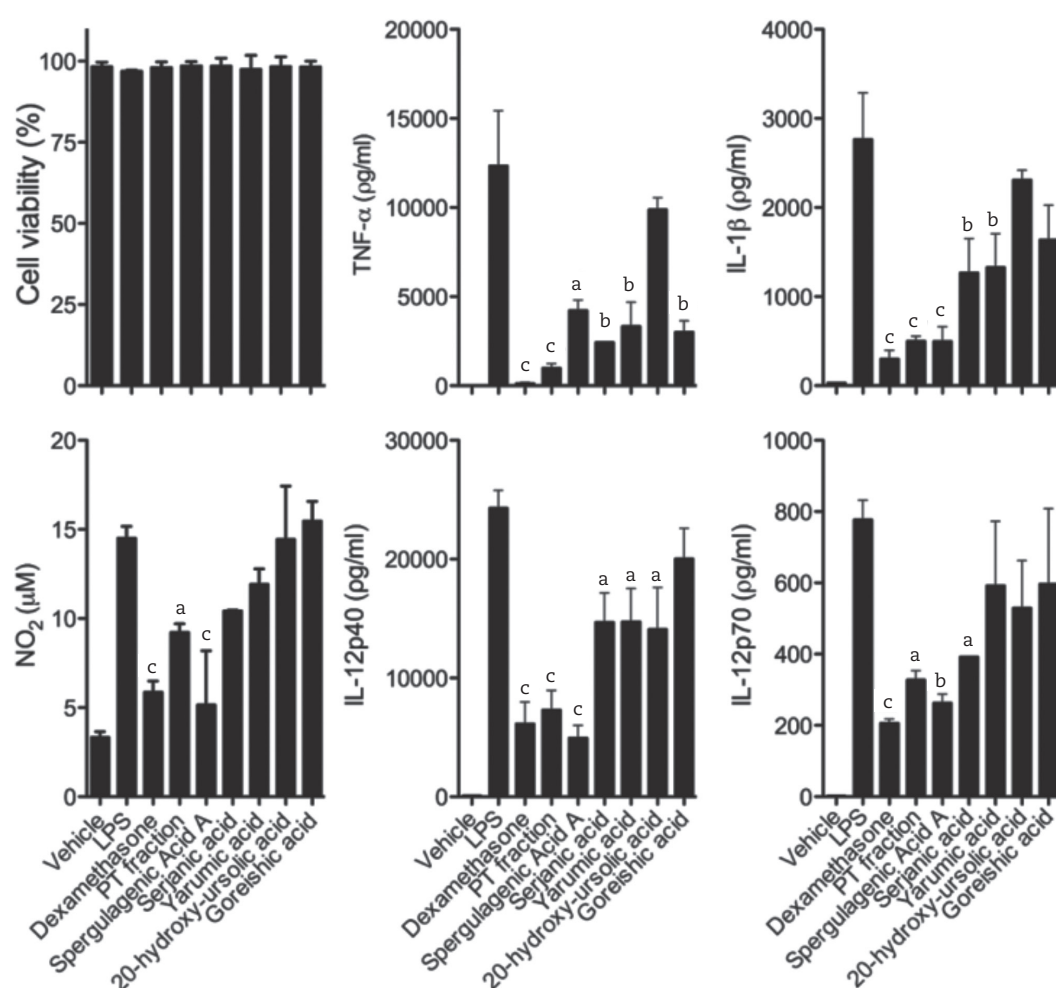 Cell viability (%)
100
75
50
25
0
TNF-α (ρg/ml)
20000
15000
10000
5000
0
c
c
a
b
b
b
IL-1β (ρg/ml)
4000
3000
2000
1000
0
c
c
c
b
b
NO2 (μM)
20
15
10
5
0
c
a
c
Vehicle
LPS
Dexamethasone
PT fraction
Spergulagenic Acid A
Serjanic acid
Yarumic acid
20-hydroxy-ursolic acid
Goreishic acid
IL-12p40 (ρg/ml)
30000
20000
10000
0
c
c
c
a
a
a
Vehicle
LPS
Dexamethasone
PT fraction
Spergulagenic Acid A
Serjanic acid
Yarumic acid
20-hydroxy-ursolic acid
Goreishic acid
IL-12p70 (ρg/ml)
1000
800
600
400
200
0
c
a
b
a
Vehicle
LPS
Dexamethasone
PT fraction
Spergulagenic Acid A
Serjanic acid
Yarumic acid
20-hydroxy-ursolic acid
Goreishic acid